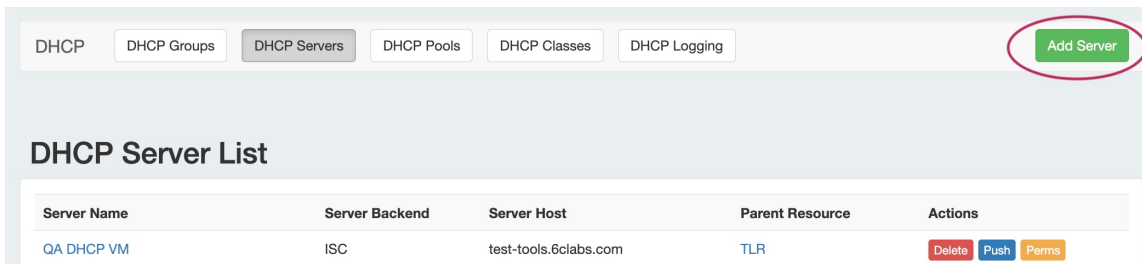 DHCP DHCP Groups DHCP Servers DHCP Pools DHCP Classes DHCP Logging Add Server
DHCP Server List
Server Name Server Backend Server Host Parent Resource Actions
QA DHCP VM ISC test-tools.6clabs.com TLR Delete Push Perms